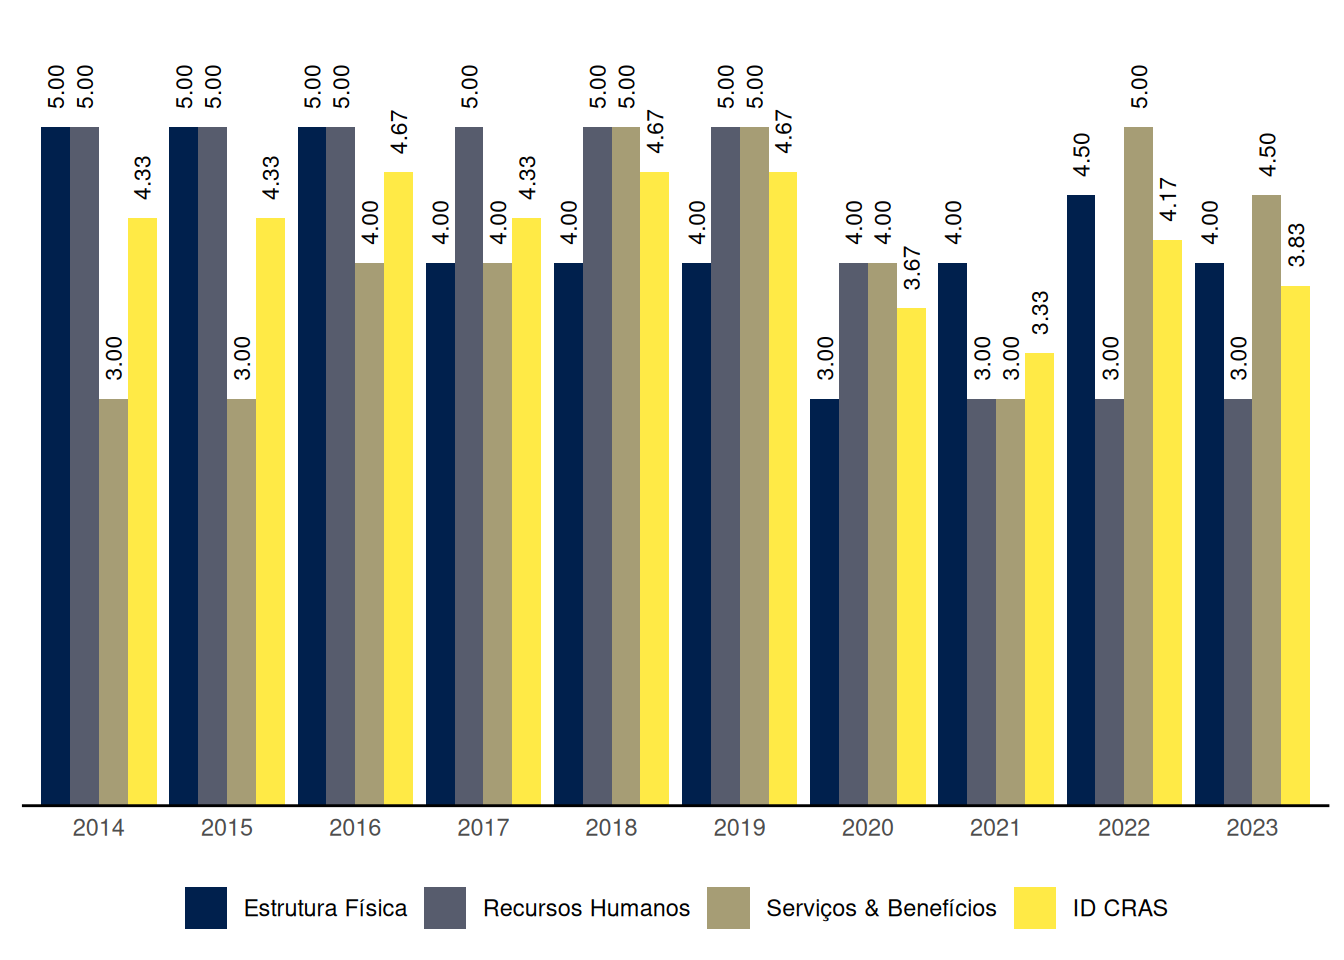 5.00 5.00 3.00 4.33
5.00 5.00 3.00 4.33
5.00 5.00 4.00 4.67
4.00 5.00 4.00 4.33
4.00 5.00 5.00 4.67
4.00 5.00 5.00 4.67
3.00 4.00 4.00 3.67
4.00 3.00 3.00 3.33
4.50 3.00 5.00 4.17
4.00 3.00 4.50 3.83
2014 2015 2016 2017 2018 2019 2020 2021 2022 2023
Estrutura Física Recursos Humanos Serviços & Benefícios ID CRAS